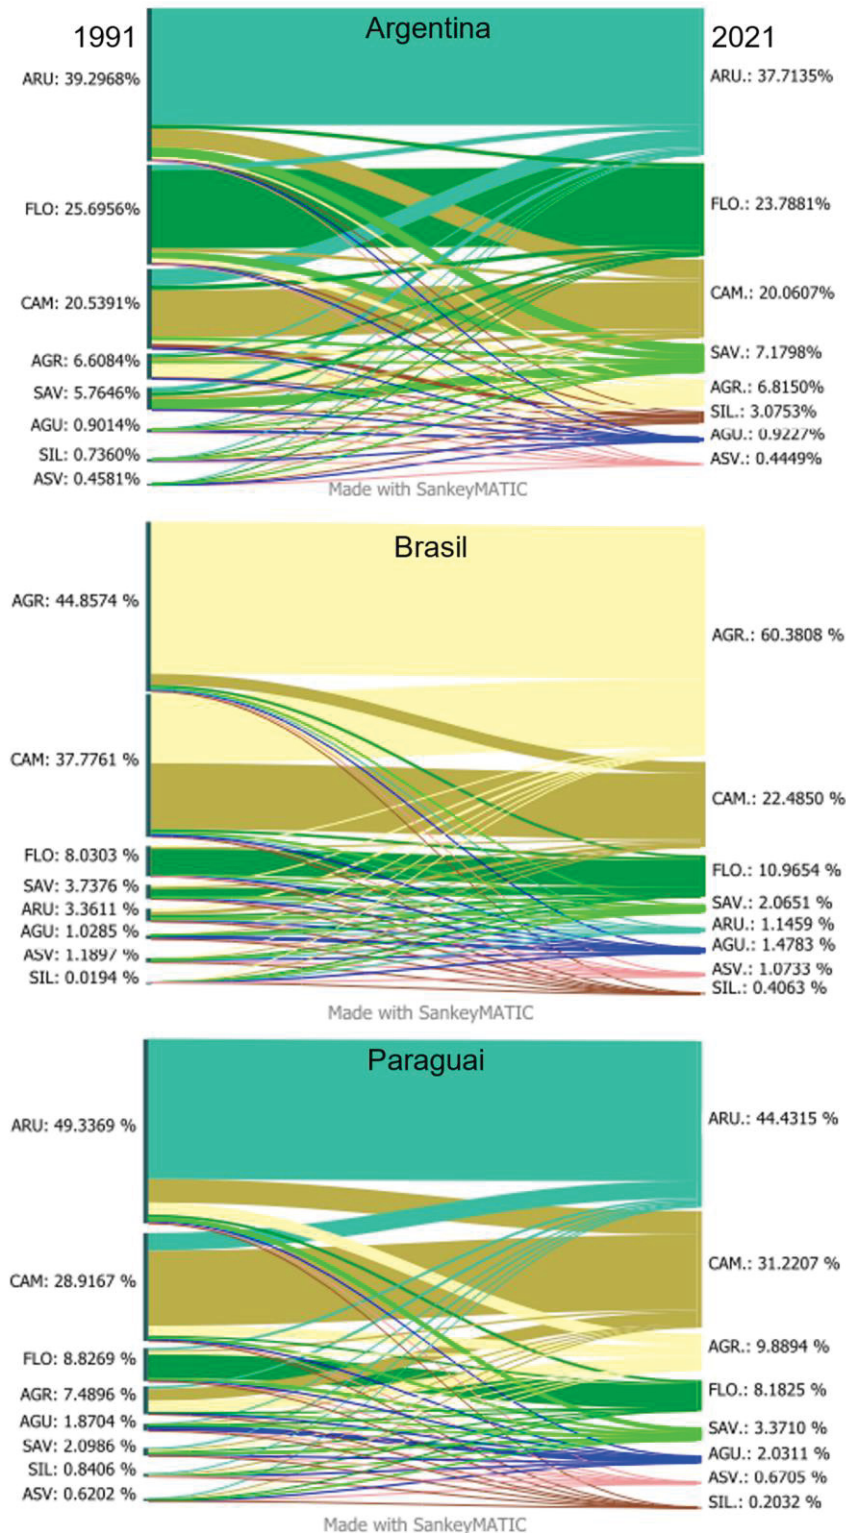 Argentina
1991
2021
ARU: 39.2968%
FLO: 25.6956%
CAM: 20.5391%
AGR: 6.6084%
SAV: 5.7646%
AGU: 0.9014%
SIL: 0.7360%
ASV: 0.4581%
ARU.: 37.7135%
FLO.: 23.7881%
CAM.: 20.0607%
SAV.: 7.1798%
AGR.: 6.8150%
SIL.: 3.0753%
AGU.: 0.9227%
ASV.: 0.4449%
Made with SankeyMATIC
Brasil
AGR: 44.8574 %
CAM: 37.7761 %
FLO: 8.0303 %
SAV: 3.7376 %
ARU: 3.3611 %
AGU: 1.0285 %
ASV: 1.1897 %
SIL: 0.0194 %
AGR.: 60.3808 %
CAM.: 22.4850 %
FLO.: 10.9654 %
SAV.: 2.0651 %
ARU.: 1.1459 %
AGU.: 1.4783 %
ASV.: 1.0733 %
SIL.: 0.4063 %
Made with SankeyMATIC
Paraguai
ARU: 49.3369 %
CAM: 28.9167 %
FLO: 8.8269 %
AGR: 7.4896 %
AGU: 1.8704 %
SAV: 2.0986 %
SIL: 0.8406 %
ASV: 0.6202 %
ARU.: 44.4315 %
CAM.: 31.2207 %
AGR.: 9.8894 %
FLO.: 8.1825 %
SAV.: 3.3710 %
AGU.: 2.0311 %
ASV.: 0.6705 %
SIL.: 0.2032 %
Made with SankeyMATIC